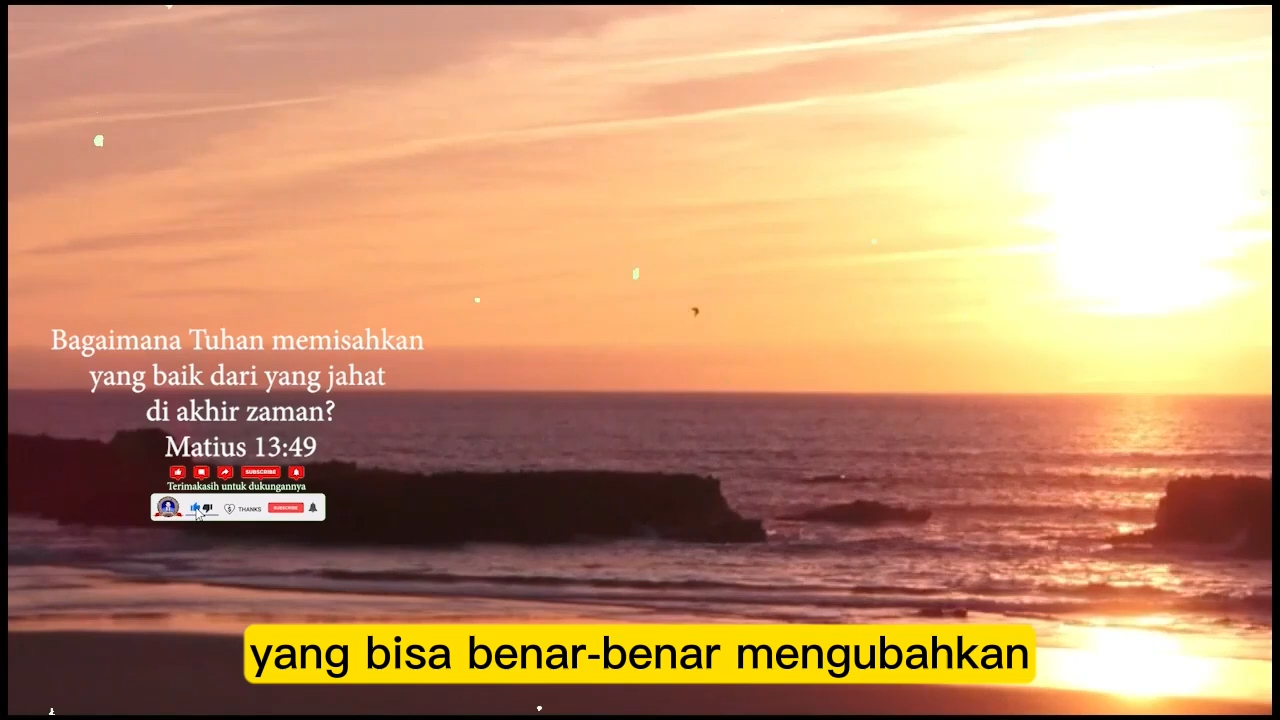 Bagaimana Tuhan memisahkan
yang baik dari yang jahat
di akhir zaman?
Matius 13:49
SUBSCRIBE
Terimakasih untuk dukungannya
THANKS SUBSCRIBE
yang bisa benar-benar mengubahkan